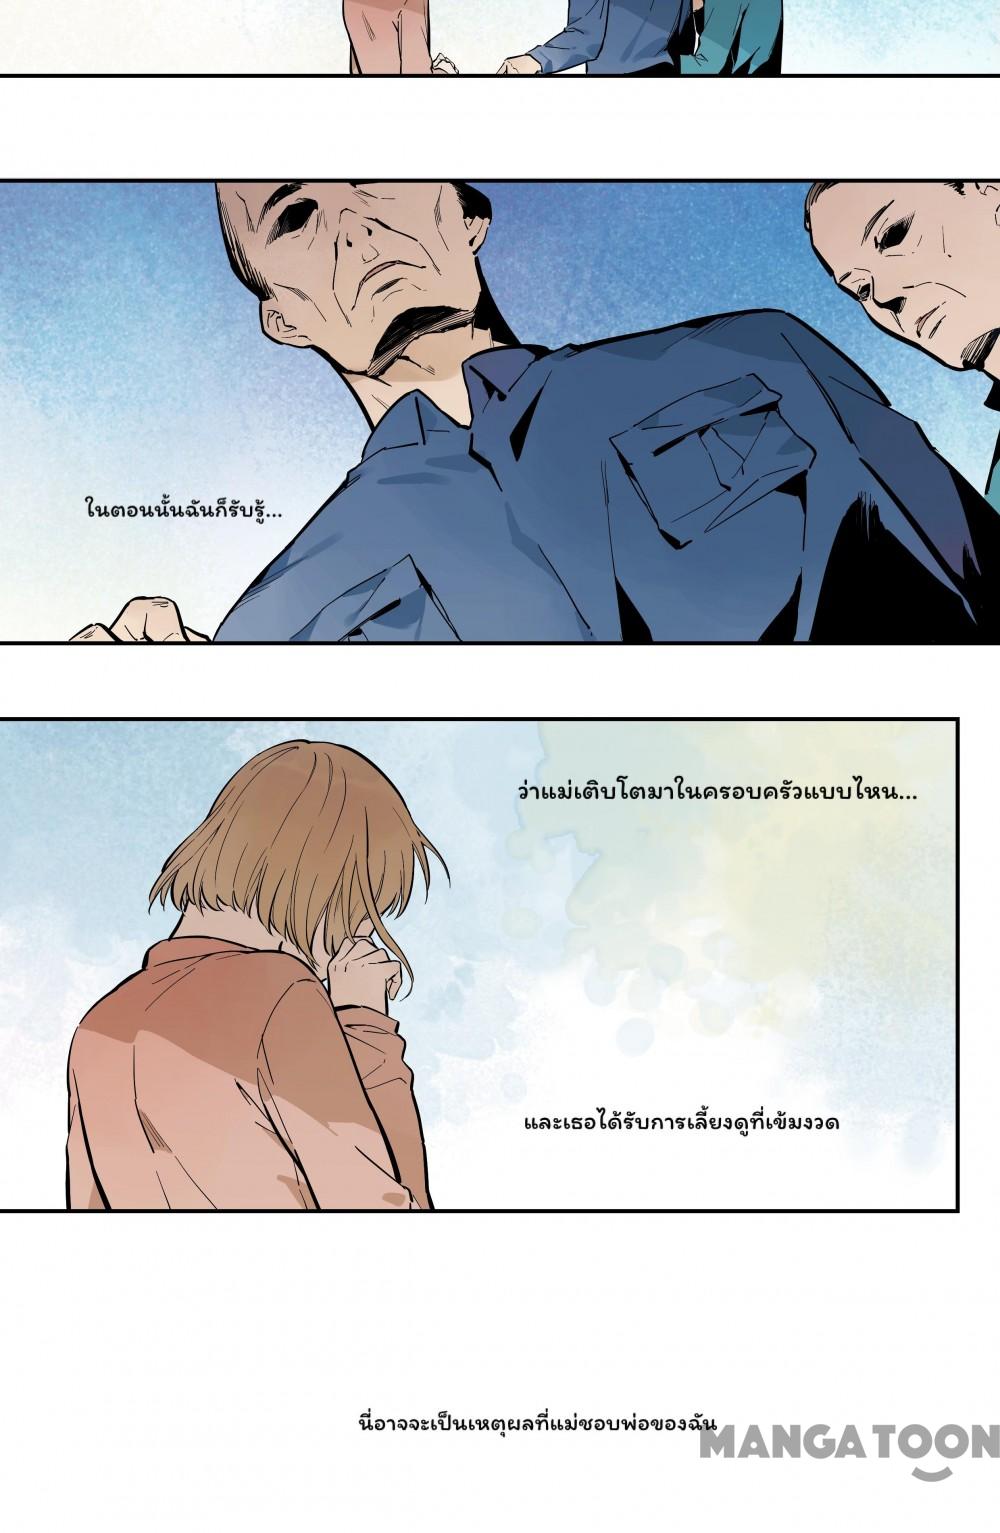 ในตอนนั้นฉันก็รับรู้...
ว่าแม่เติบโตมาในครอบครัวแบบไหน...
และเธอได้รับการเลี้ยงดูที่เข้มงวด
นี่อาจจะเป็นเหตุผลที่แม่ชอบพ่อของฉัน
MANGATOON